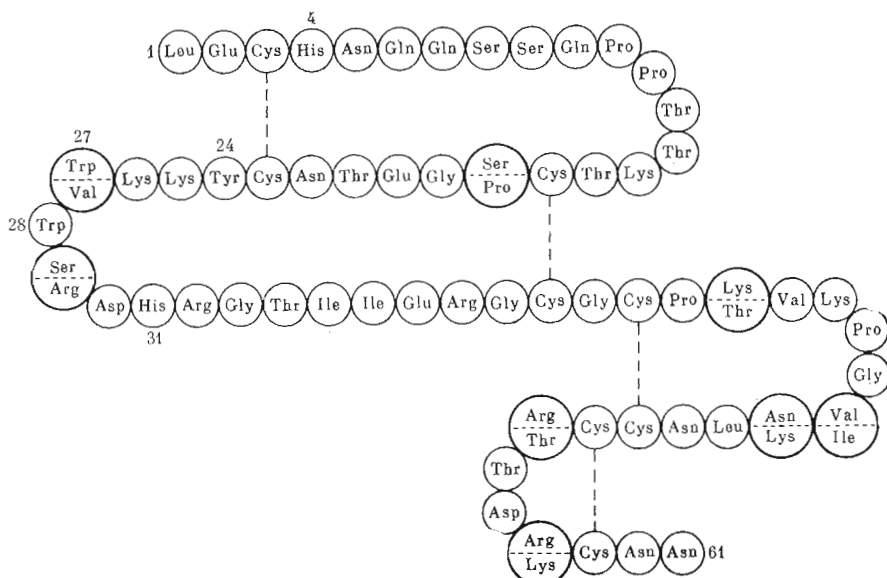 4
1 Leu Glu Cys His Asn Gln Gln Ser Ser Gln Pro
Pro
Thr
Thr
27 24
Trp Val Lys Lys Tyr Cys Asn Thr Glu Gly Ser Pro Cys Thr Lys
28 Trp
Ser Arg
Asp His Arg Gly Thr Ile Ile Glu Arg Gly Cys Gly Cys Pro Lys Thr Val Lys
31
Pro
Gly
Arg Thr Cys Cys Asn Leu Asn Lys Val Ile
Thr
Asp
Arg Lys Cys Asn Asn 61